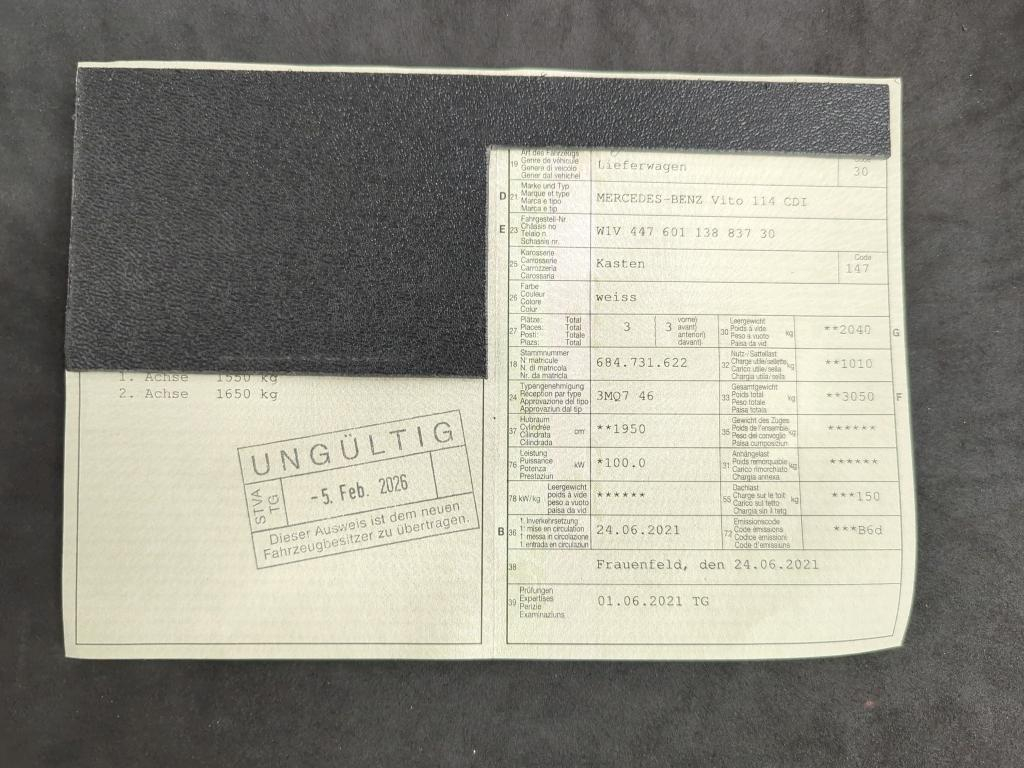 1. Achse 1550 kg
2. Achse 1650 kg
UNGÜLTIG
STVA
TG
-5. Feb. 2026
Dieser Ausweis ist dem neuen
Fahrzeugbesitzer zu übertragen.
19
Art des Fahrzeugs
Genre de véhicule
Genere di veicolo
Gener dal vehichel
Lieferwagen
30
D 21
Marke und Typ
Marque et type
Marca e tipo
Marca e tip
MERCEDES-BENZ Vito 114 CDI
E 23
Fahrgestell-Nr.
Châssis no
Telaio n.
Schassis nr.
W1V 447 601 138 837 30
25
Karosserie
Carrosserie
Carrozzeria
Carossaria
Kasten
Code
147
26
Farbe
Couleur
Colore
Colur
weiss
27
Plätze: Total
Places: Total
Posti: Totale
Plazs: Total
3
3
vorne)
avant)
anteriori)
davant)
30
Leergewicht
Poids à vide
Peso a vuoto
Paisa da vid
kg
**2040
G
18
Stammnummer
N° matricule
N. di matricola
Nr. da matricla
684.731.622
32
Nutz-/Sattellast
Charge utile/sellette
Carico utile/sella
Chargia utila/sella
kg
**1010
24
Typengenehmigung
Réception par type
Approvazione del tipo
Approvaziun dal tip
3MQ7 46
33
Gesamtgewicht
Poids total
Peso totale
Paisa totala
kg
**3050
F
37
Hubraum
Cylindrée
Cilindrata
Cilindrada
cm³
**1950
35
Gewicht des Zuges
Poids de l'ensemble
Peso del convoglio
Paisa cumposiziun
kg
******
76
Leistung
Puissance
Potenza
Prestaziun
kW
*100.0
31
Anhängelast
Poids remorquable
Carico rimorchiato
Chargia annexa
kg
******
78 kW/kg
Leergewicht
poids à vide
peso a vuoto
paisa da vid
******
55
Dachlast
Charge sur le toit
Carico sul tetto
Chargia sin il tetg
kg
***150
B 36
1. Inverkehrsetzung
1re mise en circulation
1a messa in circolazione
1. entrada en circulaziun
24.06.2021
72
Emissionscode
Code émissions
Codice emissioni
Code d'emissiuns
***B6d
38
Frauenfeld, den 24.06.2021
39
Prüfungen
Expertises
Perizie
Examinaziuns
01.06.2021 TG